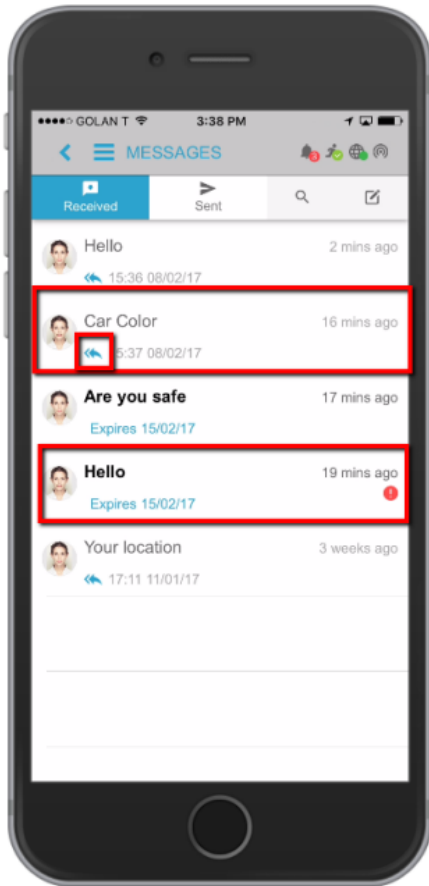 GOLAN T 3:38 PM
MESSAGES 3
Received Sent
Hello 2 mins ago
15:36 08/02/17
Car Color 16 mins ago
5:37 08/02/17
Are you safe 17 mins ago
Expires 15/02/17
Hello 19 mins ago
Expires 15/02/17
Your location 3 weeks ago
17:11 11/01/17